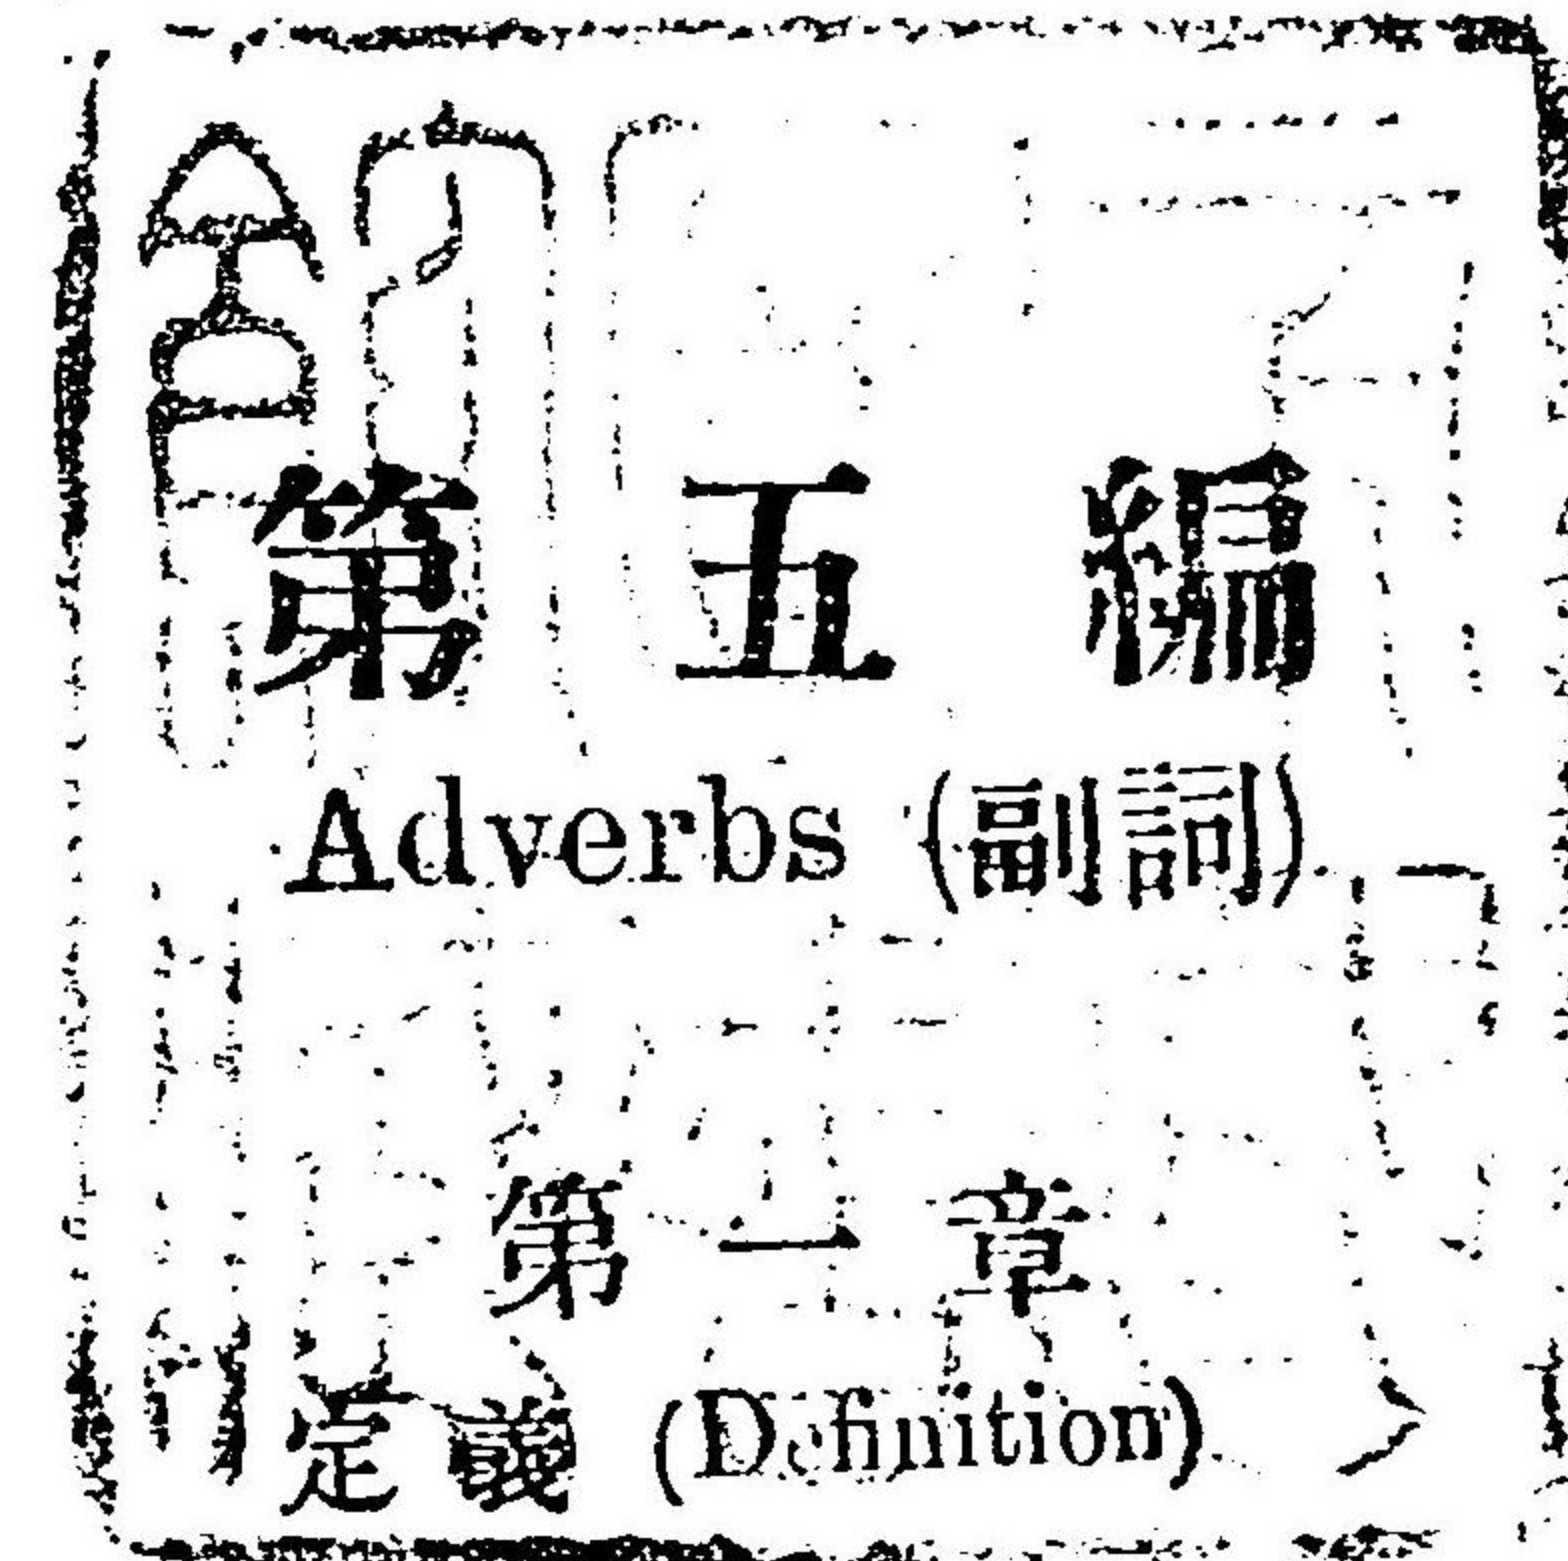 第五編
Adverbs (副詞)
第一章
定義 (Definition)